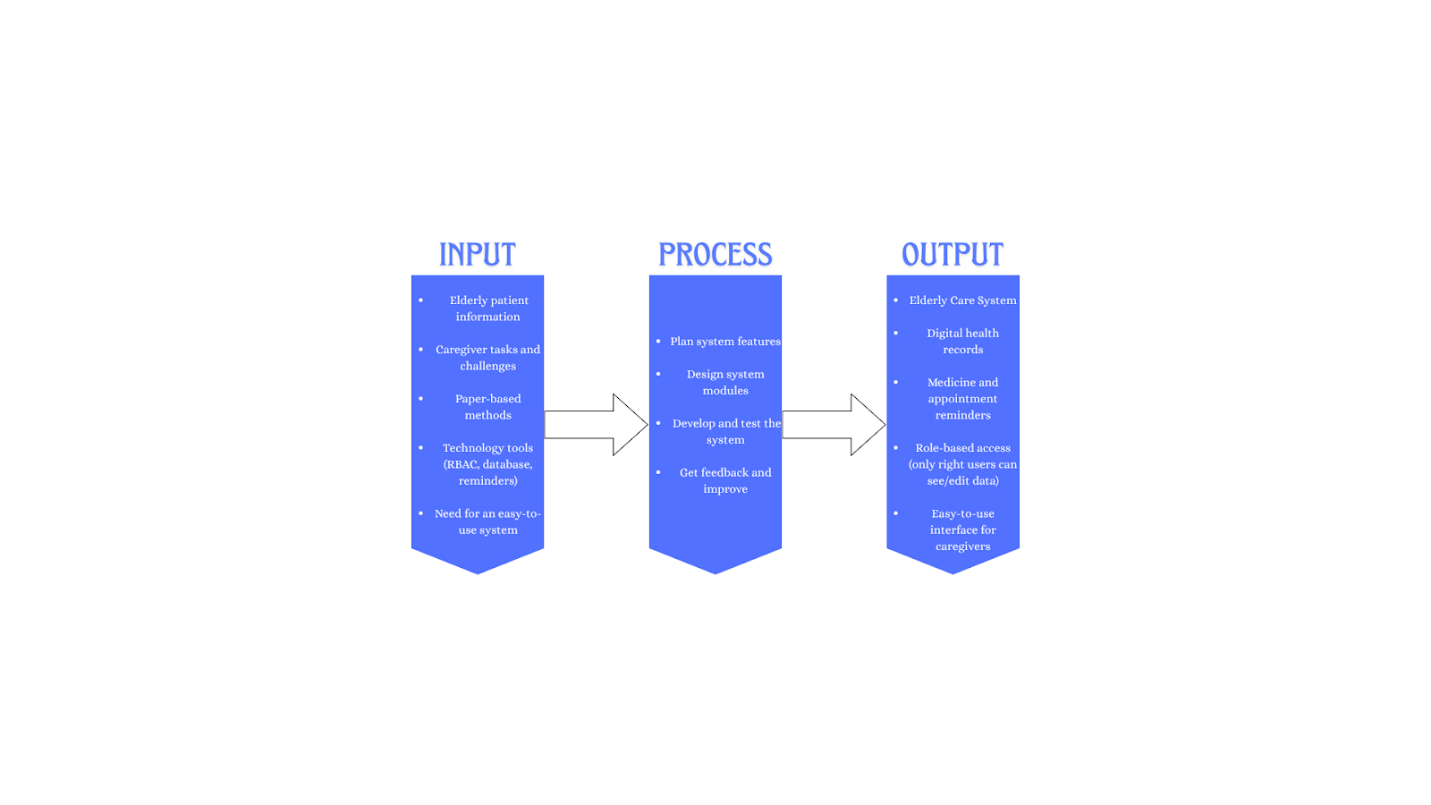 INPUT
• Elderly patient
information
• Caregiver tasks and
challenges
• Paper-based
methods
• Technology tools
(RBAC, database,
reminders)
• Need for an easy-to-
use system
PROCESS
• Plan system features
• Design system
modules
• Develop and test the
system
• Get feedback and
improve
OUTPUT
• Elderly Care System
• Digital health
records
• Medicine and
appointment
reminders
• Role-based access
(only right users can
see/edit data)
• Easy-to-use
interface for
caregivers